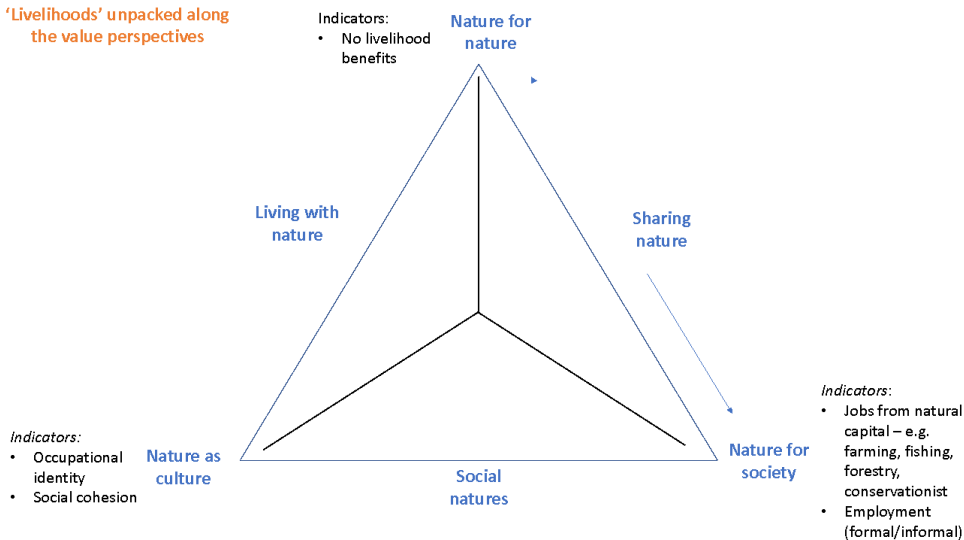 ‘Livelihoods’ unpacked along
the value perspectives
Indicators:
• No livelihood
benefits
Nature for
nature
Living with
nature
Sharing
nature
Indicators:
• Occupational
identity
• Social cohesion
Nature as
culture
Social
natures
Nature for
society
Indicators:
• Jobs from natural
capital – e.g.
farming, fishing,
forestry,
conservationist
• Employment
(formal/informal)